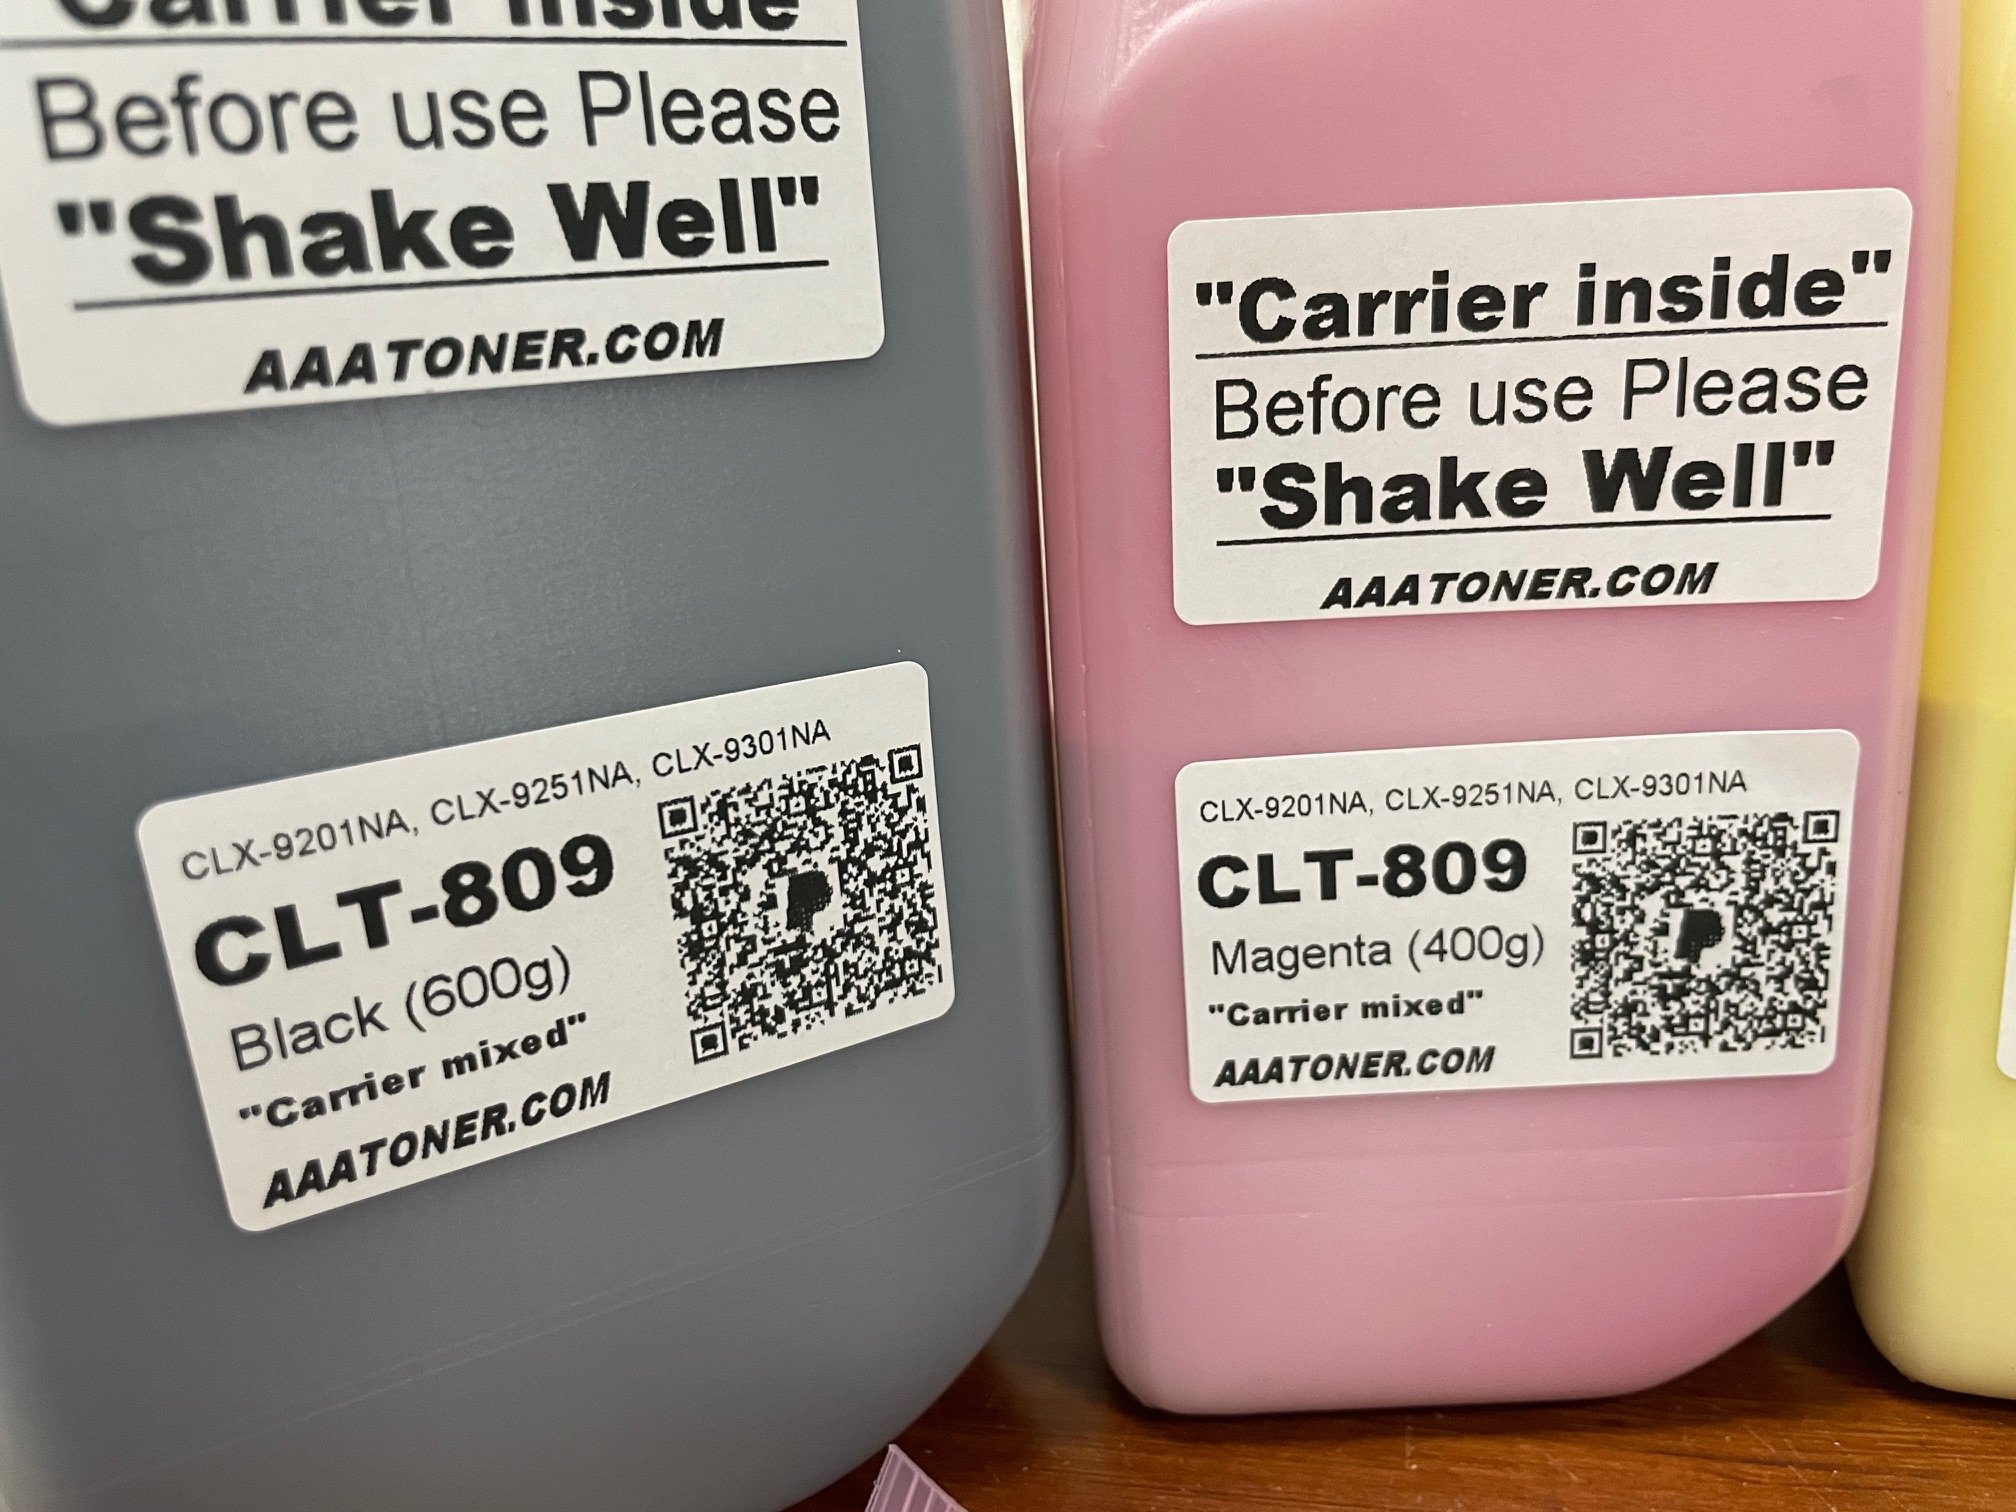 Carrier inside
Before use Please
"Shake Well"
AAATONER.COM
CLX-9201NA, CLX-9251NA, CLX-9301NA
CLT-809
Black (600g)
"Carrier mixed"
AAATONER.COM
"Carrier inside"
Before use Please
"Shake Well"
AAATONER.COM
CLX-9201NA, CLX-9251NA, CLX-9301NA
CLT-809
Magenta (400g)
"Carrier mixed"
AAATONER.COM